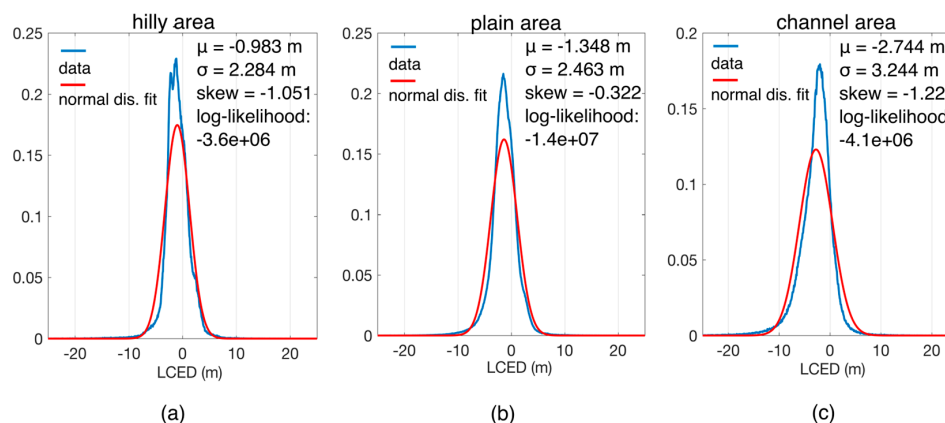 hilly area
0.25
0.2
0.15
0.1
0.05
0
-20
-10
0
10
20
LCED (m)
data
normal dis. fit
μ = -0.983 m
σ = 2.284 m
skew = -1.051
log-likelihood:
-3.6e+06
(a)
plain area
0.25
0.2
0.15
0.1
0.05
0
-20
-10
0
10
20
LCED (m)
data
normal dis. fit
μ = -1.348 m
σ = 2.463 m
skew = -0.322
log-likelihood:
-1.4e+07
(b)
channel area
0.2
0.15
0.1
0.05
0
-20
-10
0
10
20
LCED (m)
data
normal dis. fit
μ = -2.744 m
σ = 3.244 m
skew = -1.22
log-likelihood:
-4.1e+06
(c)